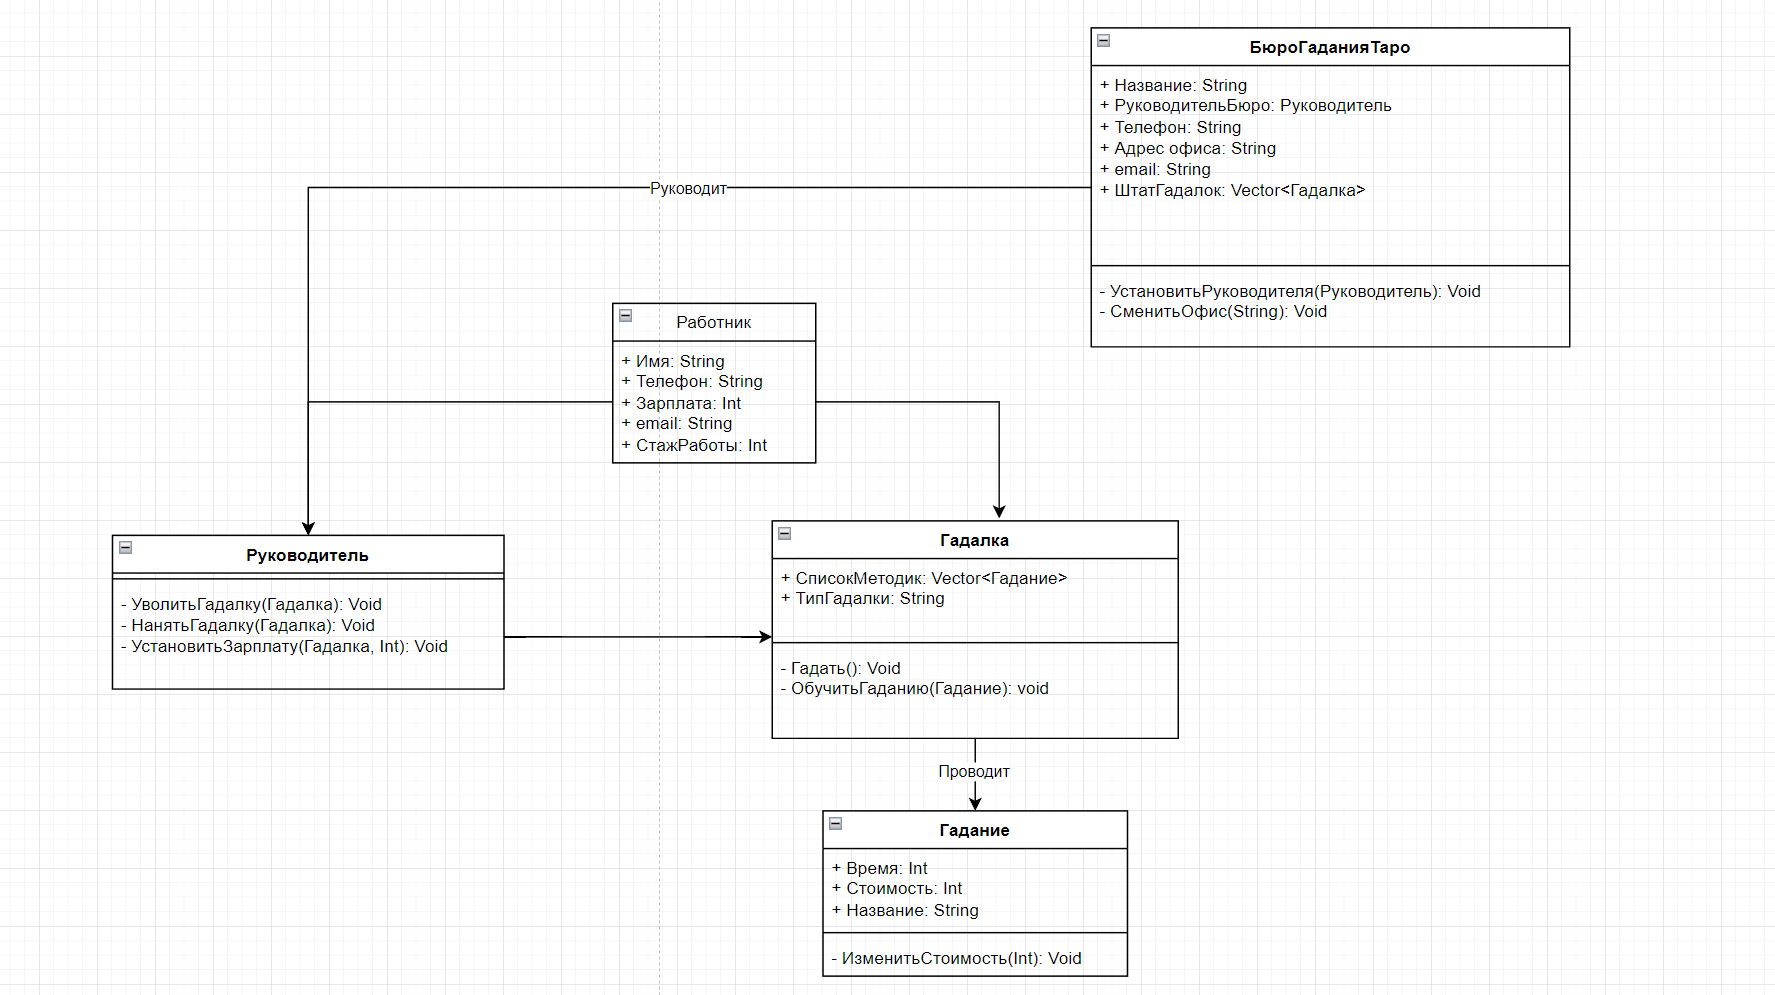 БюроГаданияТаро
+ Название: String
+ РуководительБюро: Руководитель
+ Телефон: String
+ Адрес офиса: String
+ email: String
+ ШтатГадалок: Vector<Гадалка>
- УстановитьРуководителя(Руководитель): Void
- СменитьОфис(String): Void
Руководит
Работник
+ Имя: String
+ Телефон: String
+ Зарплата: Int
+ email: String
+ СтажРаботы: Int
Руководитель
- УволитьГадалку(Гадалка): Void
- НанятьГадалку(Гадалка): Void
- УстановитьЗарплату(Гадалка, Int): Void
Гадалка
+ СписокМетодик: Vector<Гадание>
+ ТипГадалки: String
- Гадать(): Void
- ОбучитьГаданию(Гадание): void
Проводит
Гадание
+ Время: Int
+ Стоимость: Int
+ Название: String
- ИзменитьСтоимость(Int): Void